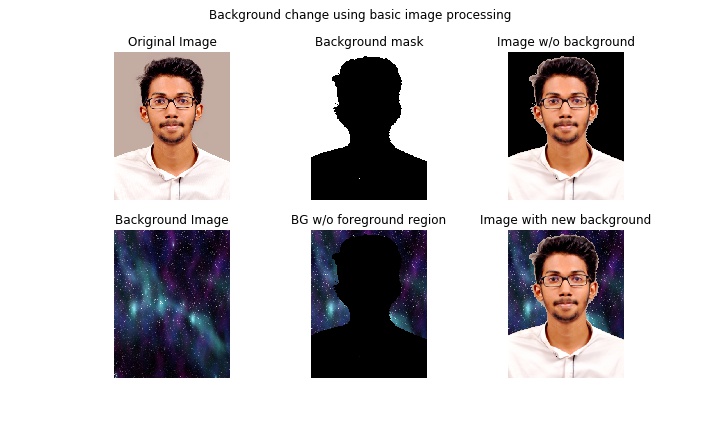 Background change using basic image processing
Original Image
Background mask
Image w/o background
Background Image
BG w/o foreground region
Image with new background